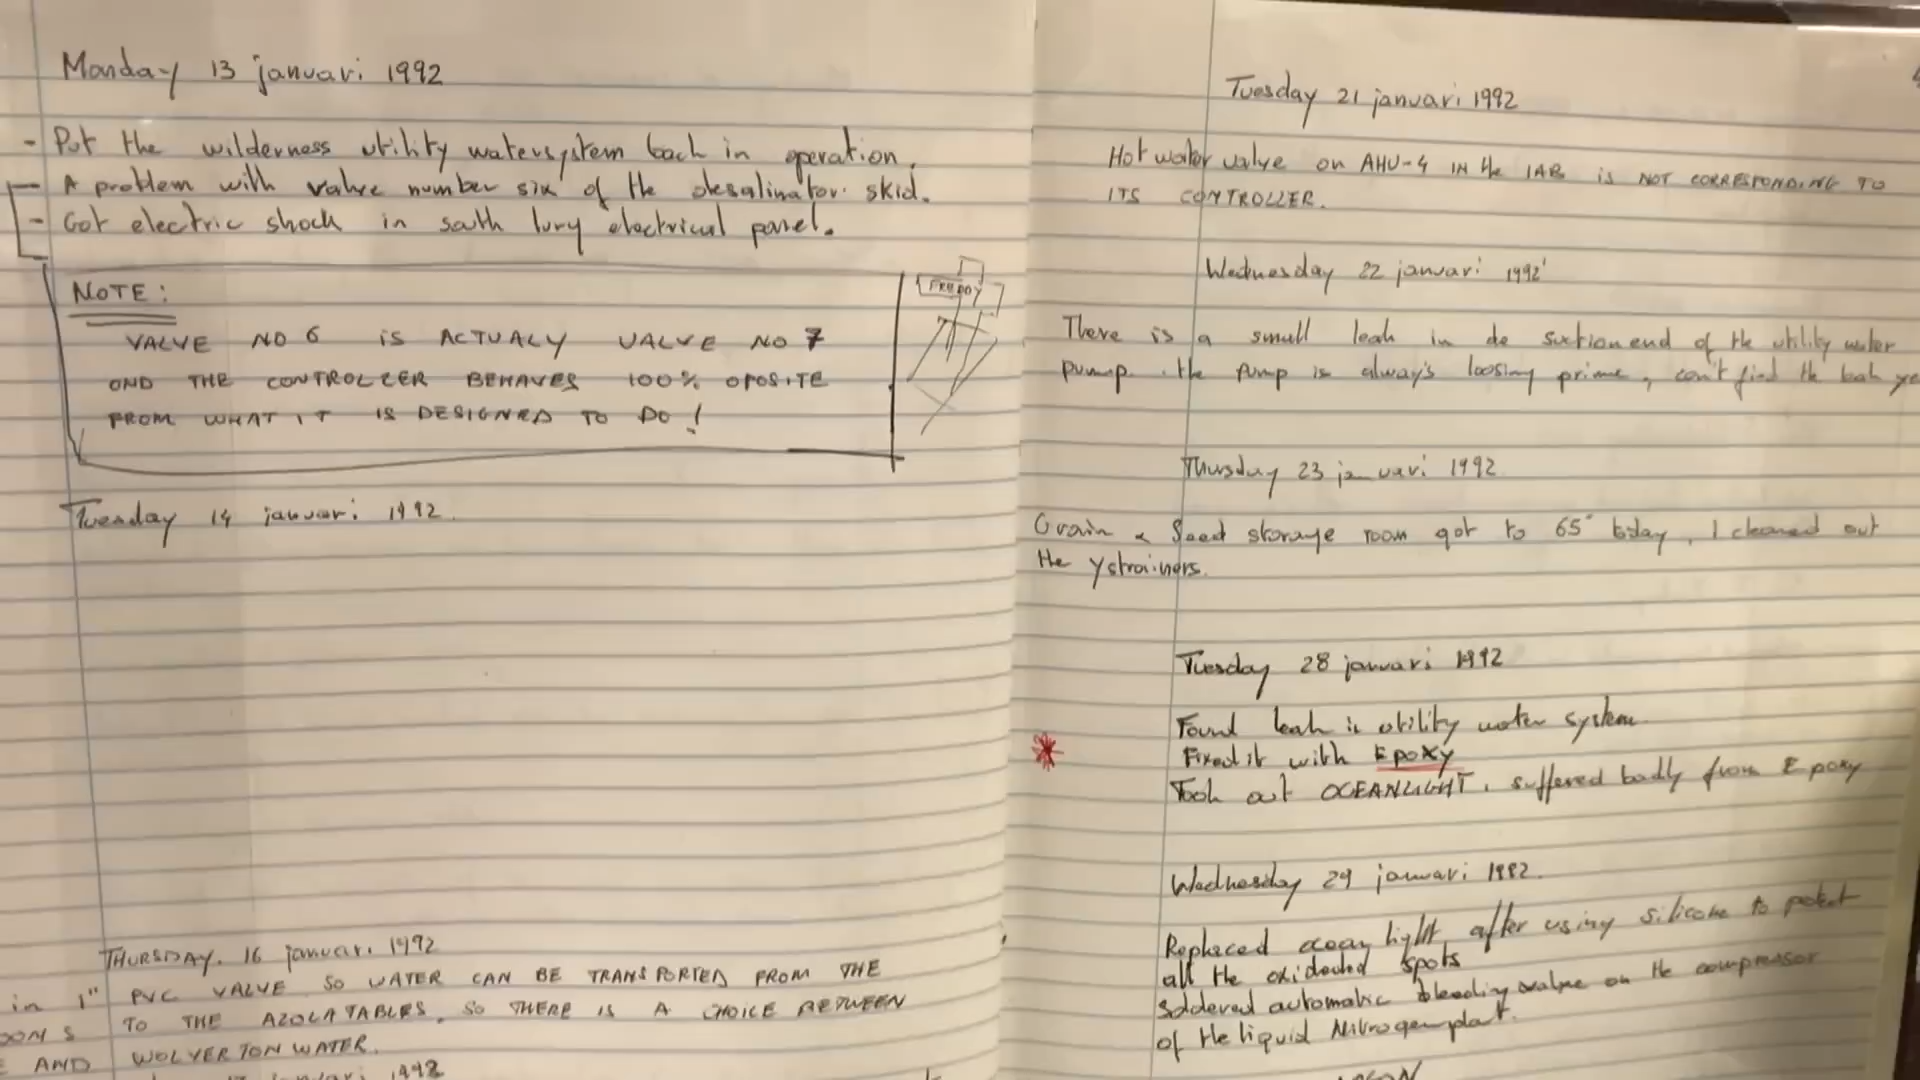 Monday 13 januari 1992
- Put the wilderness utility watersystem back in operation.
- A problem with valve number six of the desalinator skid.
- Got electric shock in south lury electrical panel.
NOTE:
VALVE NO 6 iS ACTUALY VALVE NO 7
OND THE CONTROLLER BEHAVES 100% OPOSiTE
FROM WHAT iT iS DESIGNED TO DO!
FREDDY
Tuesday 14 januari 1992.
THURSDAY. 16 januari 1992
in 1" PVC VALVE SO WATER CAN BE TRANSPORTED FROM THE
TO THE AZOLA TABLES, SO THERE IS A CHOICE BETWEEN
AND WOLVERTON WATER.
1992
Tuesday 21 januari 1992
Hot water valve on AHU-4 IN the IAB iS NOT CORRESPONDING TO
ITS CONTROLLER.
Wednesday 22 januari 1992
There is a small leak in de suction end of the utility water
pump. the pump is always loosing prime, can't find the leak
Thursday 23 januari 1992
Grain & Seed storage room got to 65° today, I cleaned out
the ystrainers.
Tuesday 28 januari 1992
Found leak in utility water system
Fixed it with Epoxy
Took out OCEANLIGHT, suffered badly from Epoxy
Wednesday 29 januari 1992.
Replaced ocean light after using silicone to protect
all the oxidated spots
Soldered automatic bleeding valve on the compressor
of the liquid Nitrogenplant.